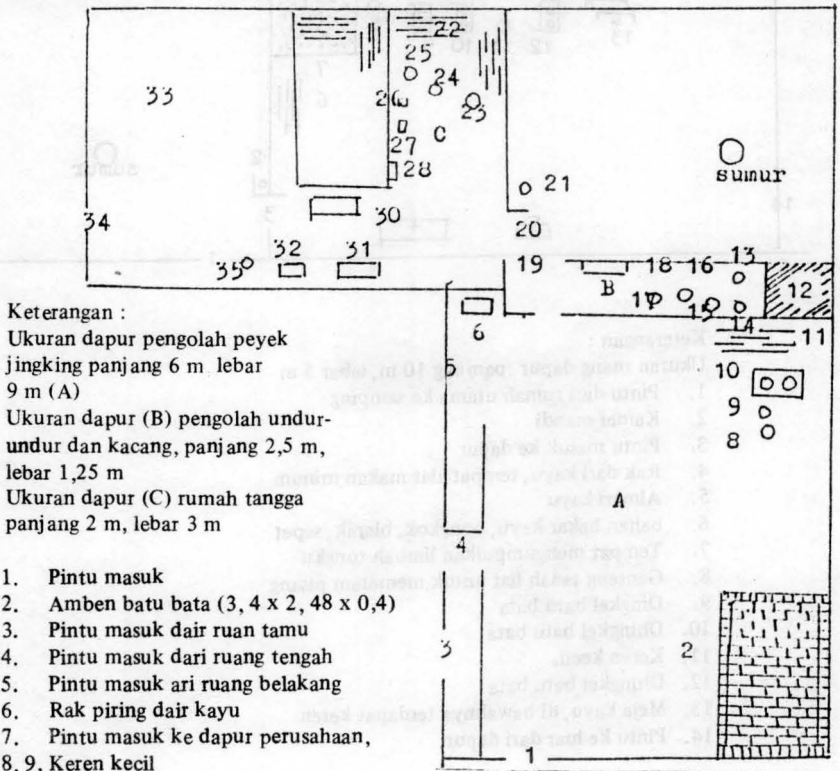 22
25
24
33
26
23
27
C
28
sumur
21
30
34
20
32
31
35
19
18
16
13
B
17
15
12
14
6
11
10
9
8
A
5
4
3
2
1
Keterangan :
Ukuran dapur pengolah peyek
jingking panjang 6 m lebar
9 m (A)
Ukuran dapur (B) pengolah undur-
undur dan kacang, panjang 2,5 m,
lebar 1,25 m
Ukuran dapur (C) rumah tangga
panjang 2 m, lebar 3 m
1. Pintu masuk
2. Amben batu bata (3, 4 x 2, 48 x 0,4)
3. Pintu masuk dair ruan tamu
4. Pintu masuk dari ruang tengah
5. Pintu masuk ari ruang belakang
6. Rak piring dair kayu
7. Pintu masuk ke dapur perusahaan,
8. 9. Keren kecil